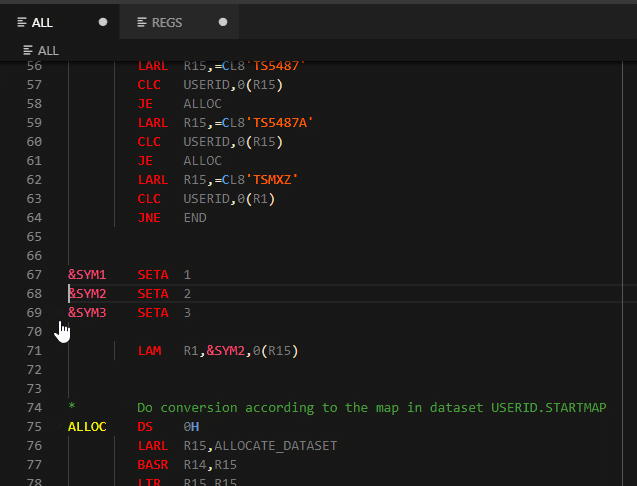 ALL
REGS
ALL
56 LARL R15,=CL8'TS5487'
57 CLC USERID,0(R15)
58 JE ALLOC
59 LARL R15,=CL8'TS5487A'
60 CLC USERID,0(R15)
61 JE ALLOC
62 LARL R15,=CL8'TSMXZ'
63 CLC USERID,0(R1)
64 JNE END
65
66
67 &SYM1 SETA 1
68 &SYM2 SETA 2
69 &SYM3 SETA 3
70
71 LAM R1,&SYM2,0(R15)
72
73
74 * Do conversion according to the map in dataset USERID.STARTMAP
75 ALLOC DS 0H
76 LARL R15,ALLOCATE_DATASET
77 BASR R14,R15
78 LTR R15,R15